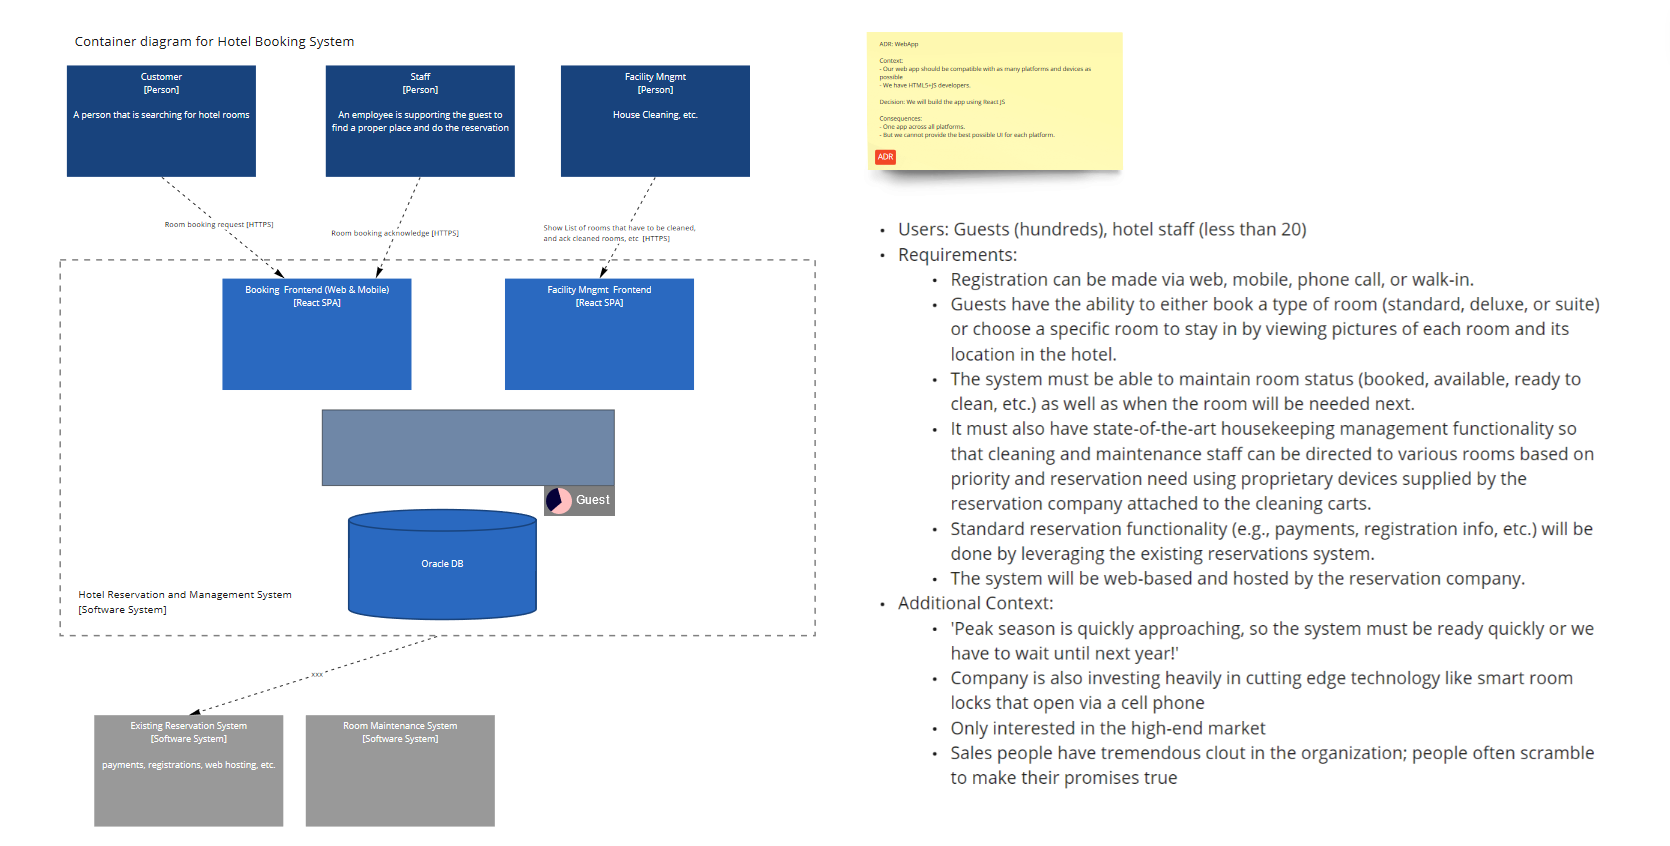 Container diagram for Hotel Booking System
Customer
[Person]
A person that is searching for hotel rooms
Staff
[Person]
An employee is supporting the guest to
find a proper place and do the reservation
Facility Mngmt
[Person]
House Cleaning, etc.
Room booking request [HTTPS]
Room booking acknowledge [HTTPS]
Show List of rooms that have to be cleaned,
and ack cleaned rooms, etc [HTTPS]
Booking Frontend (Web & Mobile)
[React SPA]
Facility Mngmt Frontend
[React SPA]
Guest
Oracle DB
Hotel Reservation and Management System
[Software System]
xxx
Existing Reservation System
[Software System]
payments, registrations, web hosting, etc.
Room Maintenance System
[Software System]
ADR: WebApp
Context:
- Our web app should be compatible with as many platforms and devices as
possible
- We have HTML5+JS developers.
Decision: We will build the app using React JS
Consequences:
- One app across all platforms.
- But we cannot provide the best possible UI for each platform.
ADR
• Users: Guests (hundreds), hotel staff (less than 20)
• Requirements:
• Registration can be made via web, mobile, phone call, or walk-in.
• Guests have the ability to either book a type of room (standard, deluxe, or suite)
or choose a specific room to stay in by viewing pictures of each room and its
location in the hotel.
• The system must be able to maintain room status (booked, available, ready to
clean, etc.) as well as when the room will be needed next.
• It must also have state-of-the-art housekeeping management functionality so
that cleaning and maintenance staff can be directed to various rooms based on
priority and reservation need using proprietary devices supplied by the
reservation company attached to the cleaning carts.
• Standard reservation functionality (e.g., payments, registration info, etc.) will be
done by leveraging the existing reservations system.
• The system will be web-based and hosted by the reservation company.
• Additional Context:
• 'Peak season is quickly approaching, so the system must be ready quickly or we
have to wait until next year!'
• Company is also investing heavily in cutting edge technology like smart room
locks that open via a cell phone
• Only interested in the high-end market
• Sales people have tremendous clout in the organization; people often scramble
to make their promises true